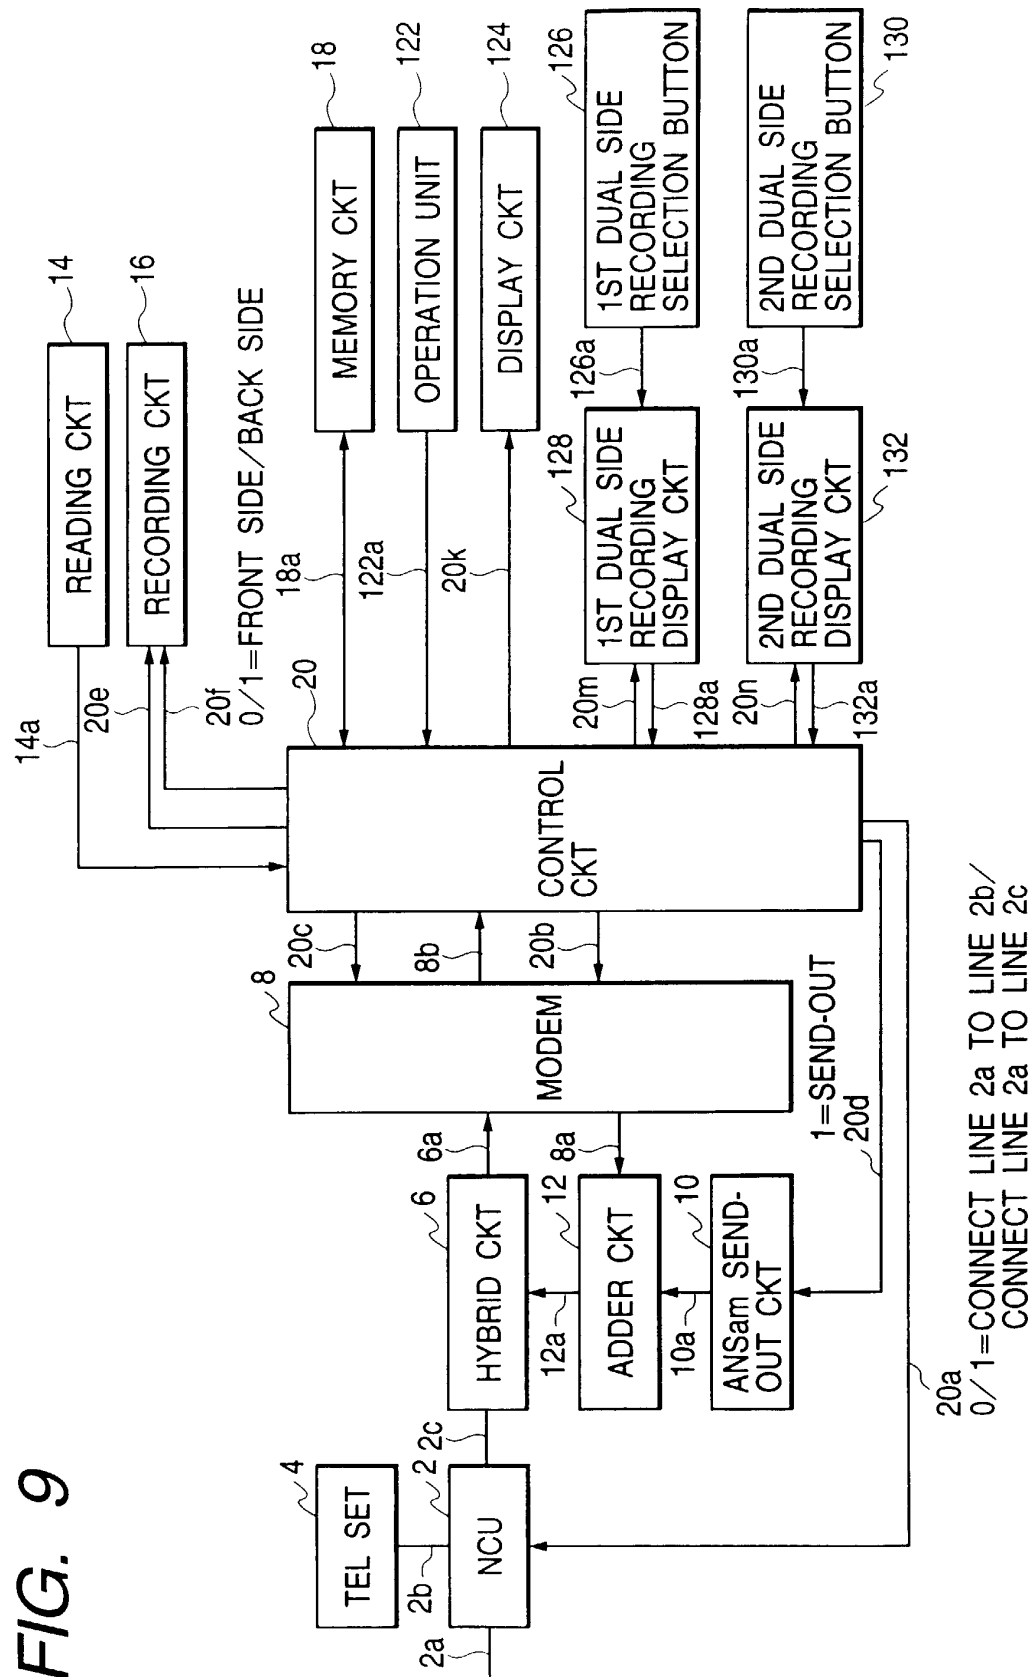 FIG. 9
14
READING CKT
16
RECORDING CKT
14a
20e
20f
0/1=FRONT SIDE/BACK SIDE
18
MEMORY CKT
18a
122
OPERATION UNIT
122a
124
DISPLAY CKT
20k
20
CONTROL
CKT
126
1ST DUAL SIDE
RECORDING
SELECTION BUTTON
126a
128
1ST DUAL SIDE
RECORDING
DISPLAY CKT
20m
128a
130
2ND DUAL SIDE
RECORDING
SELECTION BUTTON
130a
132
2ND DUAL SIDE
RECORDING
DISPLAY CKT
20n
132a
20c
8b
20b
8
MODEM
6a
8a
6
HYBRID CKT
12
ADDER CKT
12a
10
ANSam SEND-
OUT CKT
10a
1=SEND-OUT
20d
4
TEL SET
2b
2
NCU
2c
2a
20a
0/1=CONNECT LINE 2a TO LINE 2b/
CONNECT LINE 2a TO LINE 2c